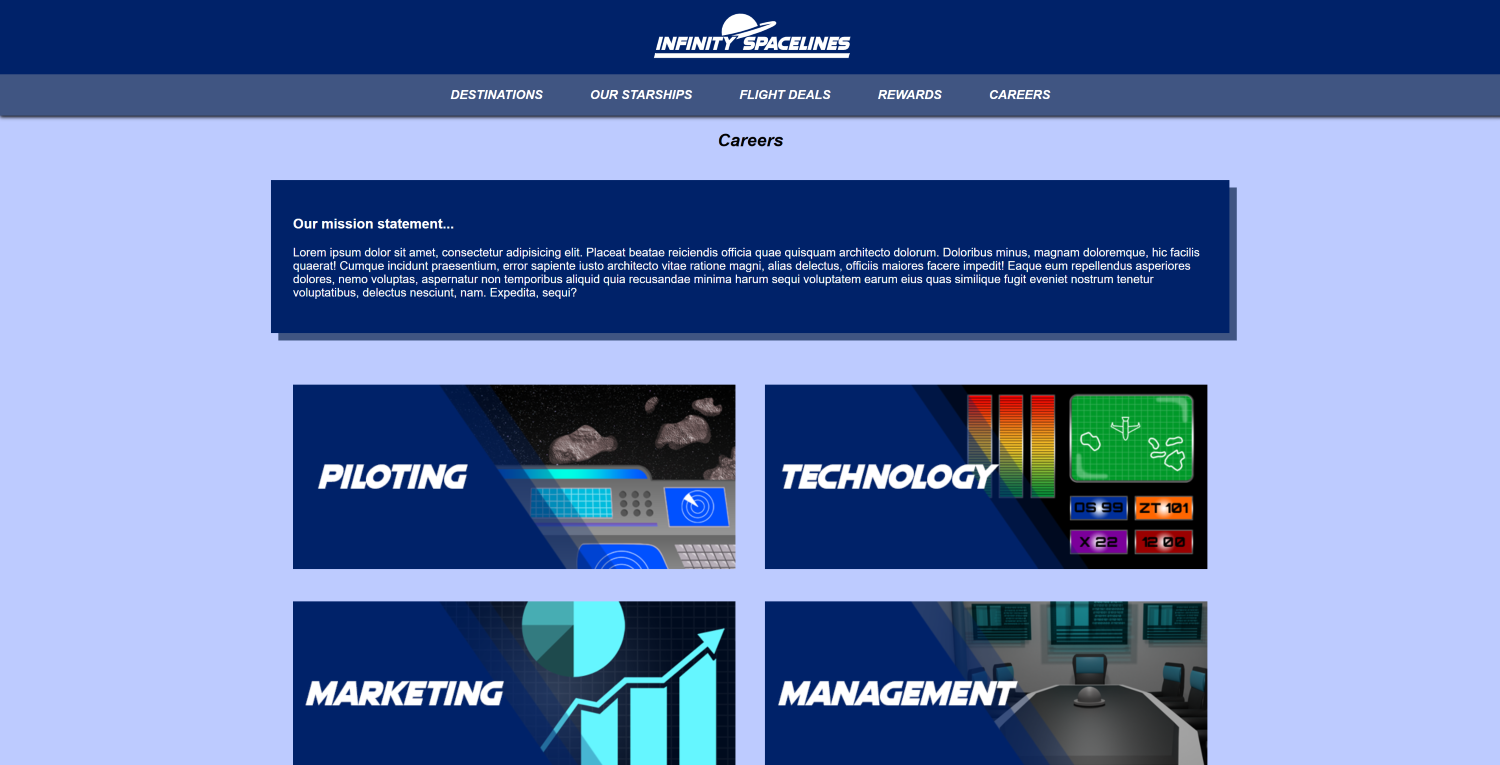 INFINITY SPACELINES
DESTINATIONS OUR STARSHIPS FLIGHT DEALS REWARDS CAREERS
Careers
Our mission statement...
Lorem ipsum dolor sit amet, consectetur adipisicing elit. Placeat beatae reiciendis officia quae quisquam architecto dolorum. Doloribus minus, magnam doloremque, hic facilis
quaerat! Cumque incidunt praesentium, error sapiente iusto architecto vitae ratione magni, alias delectus, officiis maiores facere impedit! Eaque eum repellendus asperiores
dolores, nemo voluptas, aspernatur non temporibus aliquid quia recusandae minima harum sequi voluptatem earum eius quas similique fugit eveniet nostrum tenetur
voluptatibus, delectus nesciunt, nam. Expedita, sequi?
PILOTING
TECHNOLOGY
DS 99 ZT 101
X 22 12 00
MARKETING
MANAGEMENT